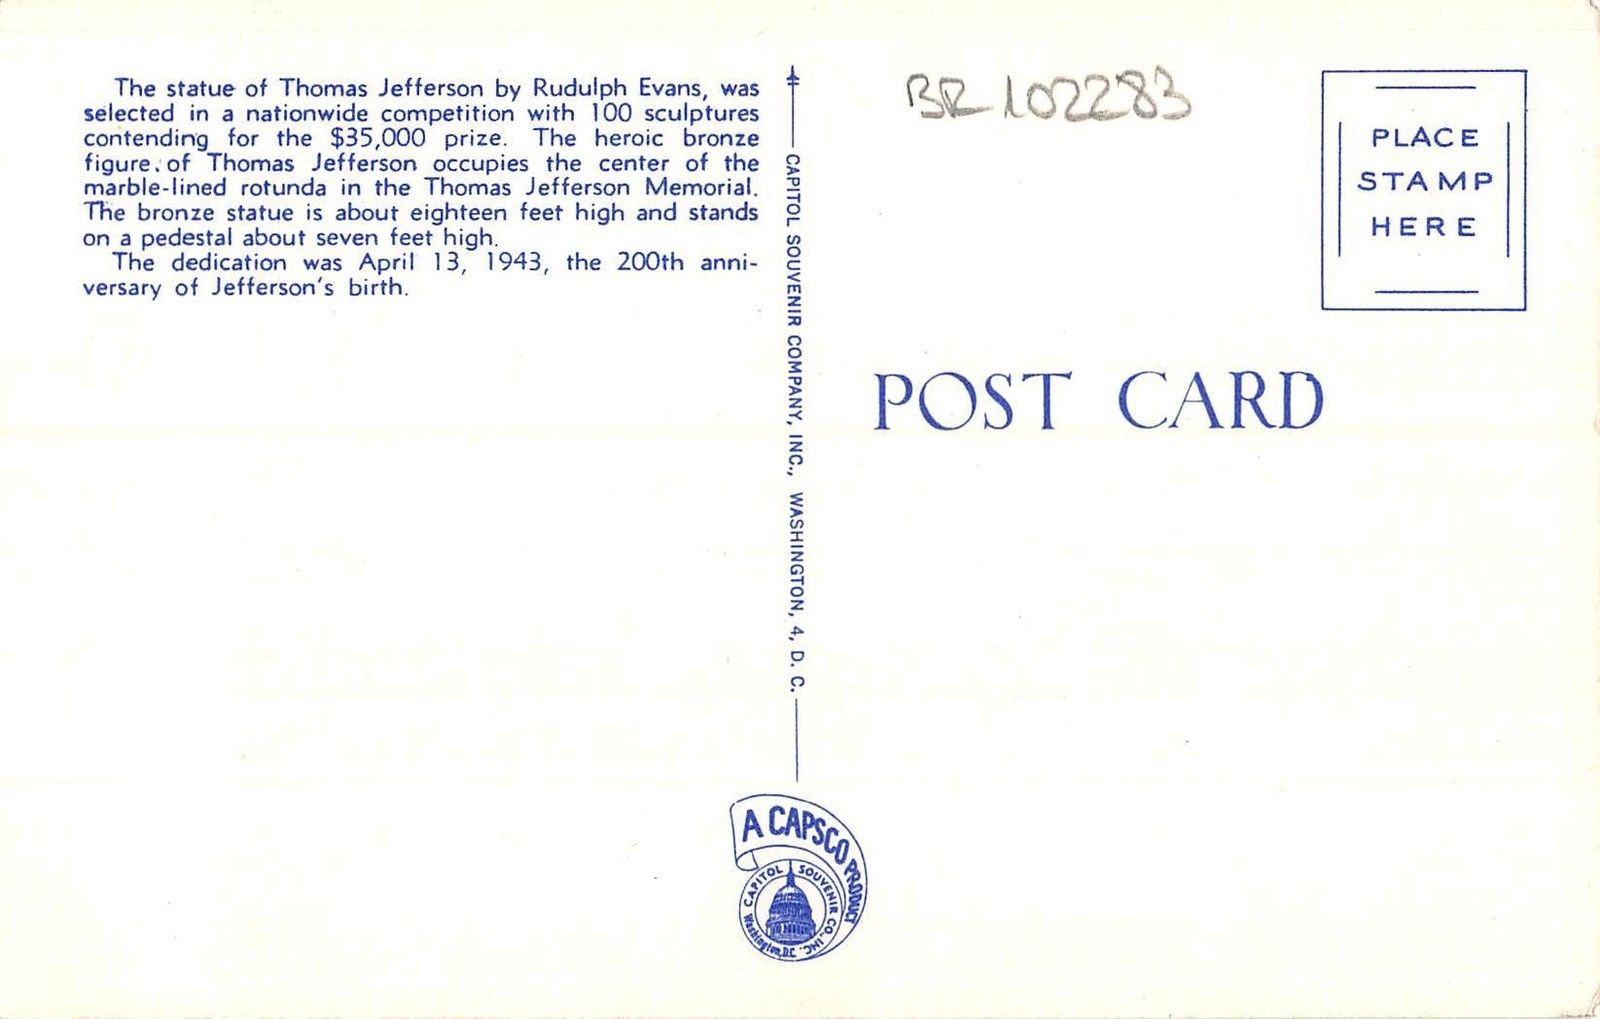 The statue of Thomas Jefferson by Rudulph Evans, was
selected in a nationwide competition with 100 sculptures
contending for the $35,000 prize. The heroic bronze
figure of Thomas Jefferson occupies the center of the
marble-lined rotunda in the Thomas Jefferson Memorial.
The bronze statue is about eighteen feet high and stands
on a pedestal about seven feet high.
The dedication was April 13, 1943, the 200th anni-
versary of Jefferson's birth.
CAPITOL SOUVENIR COMPANY, INC., WASHINGTON, 4, D. C.
A CAPSCO PRODUCT
CAPITOL SOUVENIR CO., INC.
Washington, D.C.
BR 102283
PLACE
STAMP
HERE
POST CARD